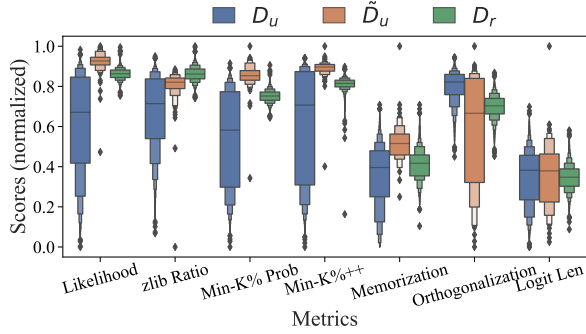 D_u D̃_u D_r
Scores (normalized)
1.0
0.8
0.6
0.4
0.2
0.0
Likelihood
zlib Ratio
Min-K% Prob
Min-K%++
Memorization
Orthogonalization
Logit Len
Metrics